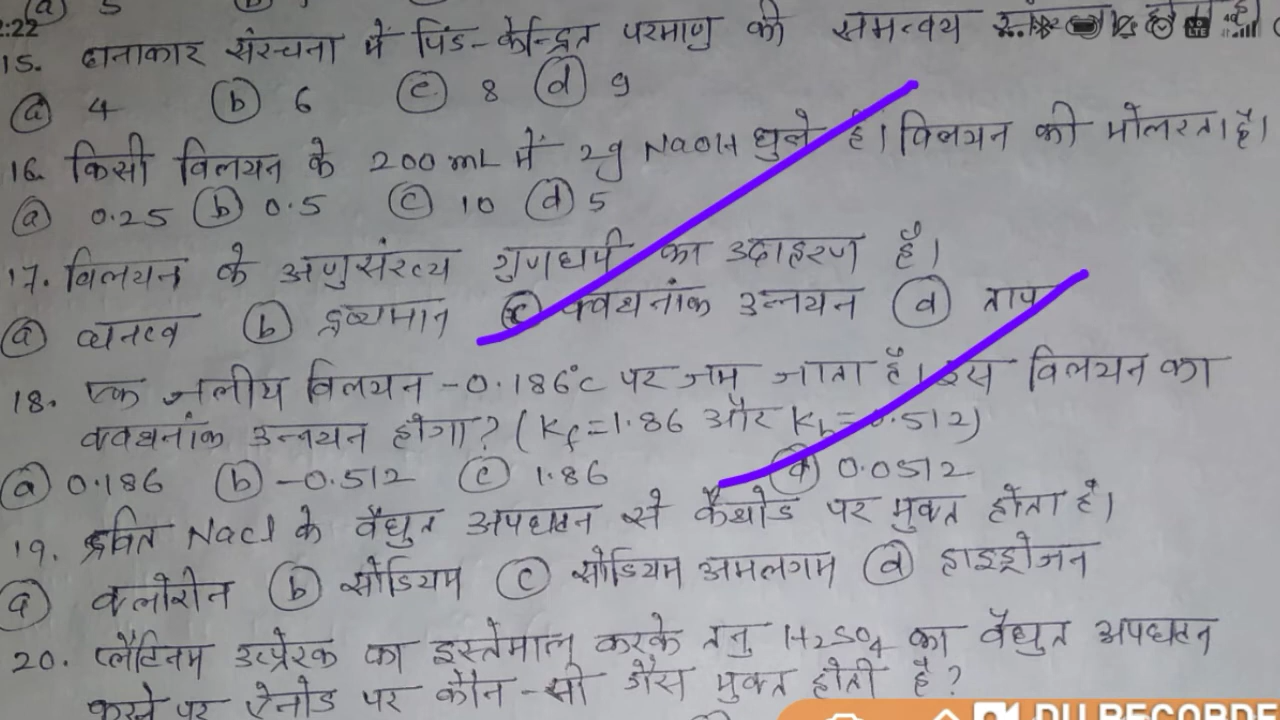 2:22
15. घनाकार संरचना में पिंड-केन्द्रित परमाणु की समन्वय
(a) 4 (b) 6 (c) 8 (d) 9
16. किसी विलयन के 200 mL में 2g NaOH घुले है। विलयन की मोलरता है।
(a) 0.25 (b) 0.5 (c) 10 (d) 5
17. विलयन के अणुसंख्य गुणधर्म का उदाहरण है।
(a) घनत्व (b) द्रव्यमान (c) क्वथनांक उन्नयन (d) ताप
18. एक जलीय विलयन -0.186°C पर जम जाता है। इस विलयन का
क्वथनांक उन्नयन होगा? (Kf=1.86 और Kb=0.512)
(a) 0.186 (b) -0.512 (c) 1.86 (d) 0.0512
19. द्रवित NaCl के वैधुत अपघटन से कैथोड पर मुक्त होता है।
(a) क्लोरीन (b) सोडियम (c) सोडियम अमलगम (d) हाइड्रोजन
20. प्लैटिनम उत्प्रेरक का इस्तेमाल करके तनु H2SO4 का वैधुत अपघटन
करने पर ऐनोड पर कौन-सी गैस मुक्त होती है?
DU RECORDE